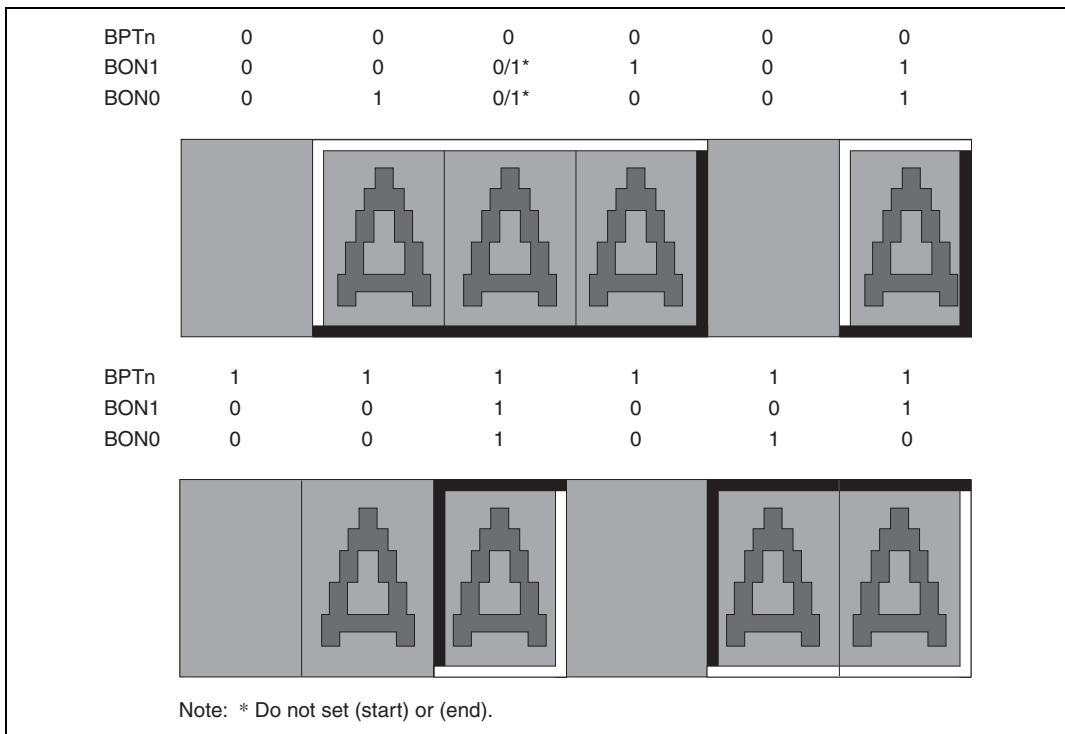 BPTn 0 0 0 0 0 0
BON1 0 0 0/1* 1 0 1
BON0 0 1 0/1* 0 0 1
A A A A
BPTn 1 1 1 1 1 1
BON1 0 0 1 0 0 1
BON0 0 0 1 0 1 0
A A A A
Note: * Do not set (start) or (end).